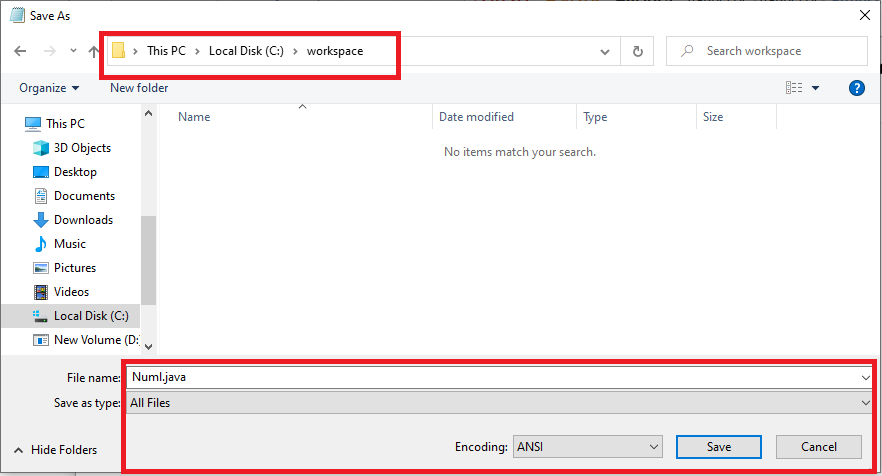 Save As
This PC > Local Disk (C:) > workspace
Search workspace
Organize
New folder
?
Name
Date modified
Type
Size
No items match your search.
This PC
3D Objects
Desktop
Documents
Downloads
Music
Pictures
Videos
Local Disk (C:)
New Volume (D:
File name: Numl.java
Save as type: All Files
Hide Folders
Encoding: ANSI
Save
Cancel